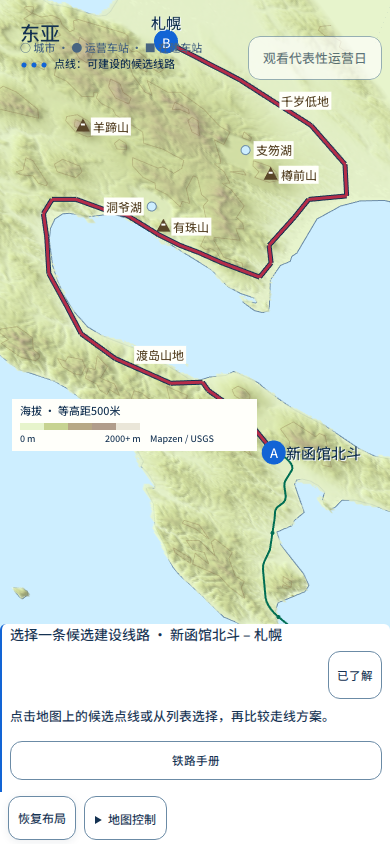 札幌
东亚
城市 · 运营车站 · 车站
点线：可建设的候选线路
观看代表性运营日
B
千岁低地
羊蹄山
支笏湖
樽前山
洞爷湖
有珠山
渡岛山地
海拔 · 等高距500米
0 m 2000+ m Mapzen / USGS
A 新函馆北斗
选择一条候选建设线路 · 新函馆北斗 – 札幌
已了解
点击地图上的候选点线或从列表选择，再比较走线方案。
铁路手册
恢复布局
▶ 地图控制